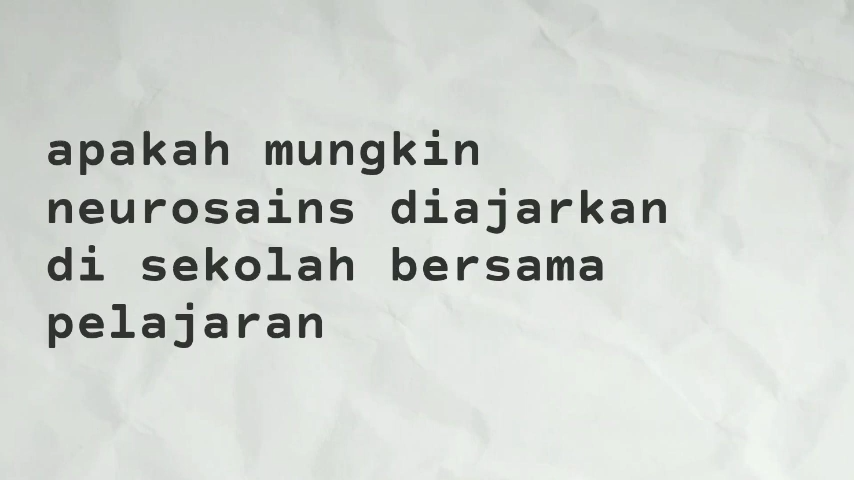 apakah mungkin
neurosains diajarkan
di sekolah bersama
pelajaran